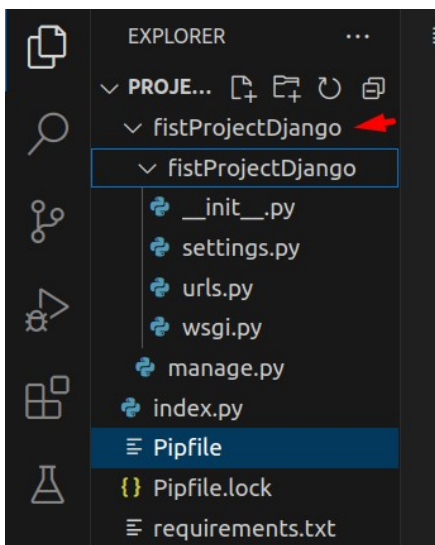 EXPLORER ...
PROJE...
fistProjectDjango
fistProjectDjango
__init__.py
settings.py
urls.py
wsgi.py
manage.py
index.py
Pipfile
{} Pipfile.lock
requirements.txt